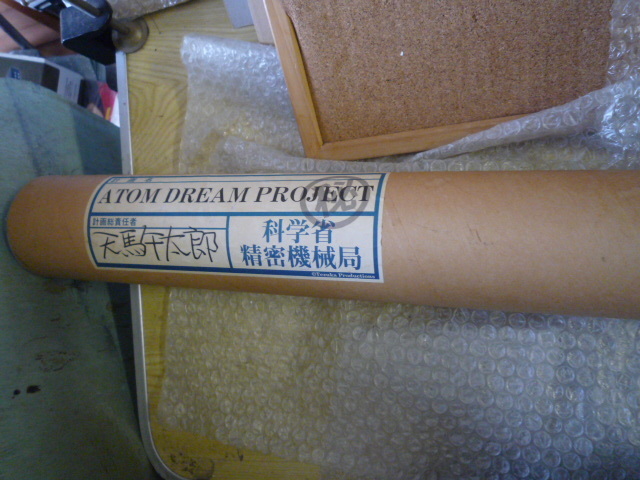 ATOM DREAM PROJECT
計画総責任者
天馬午太郎
科学省
精密機械局
©Tezuka Productions